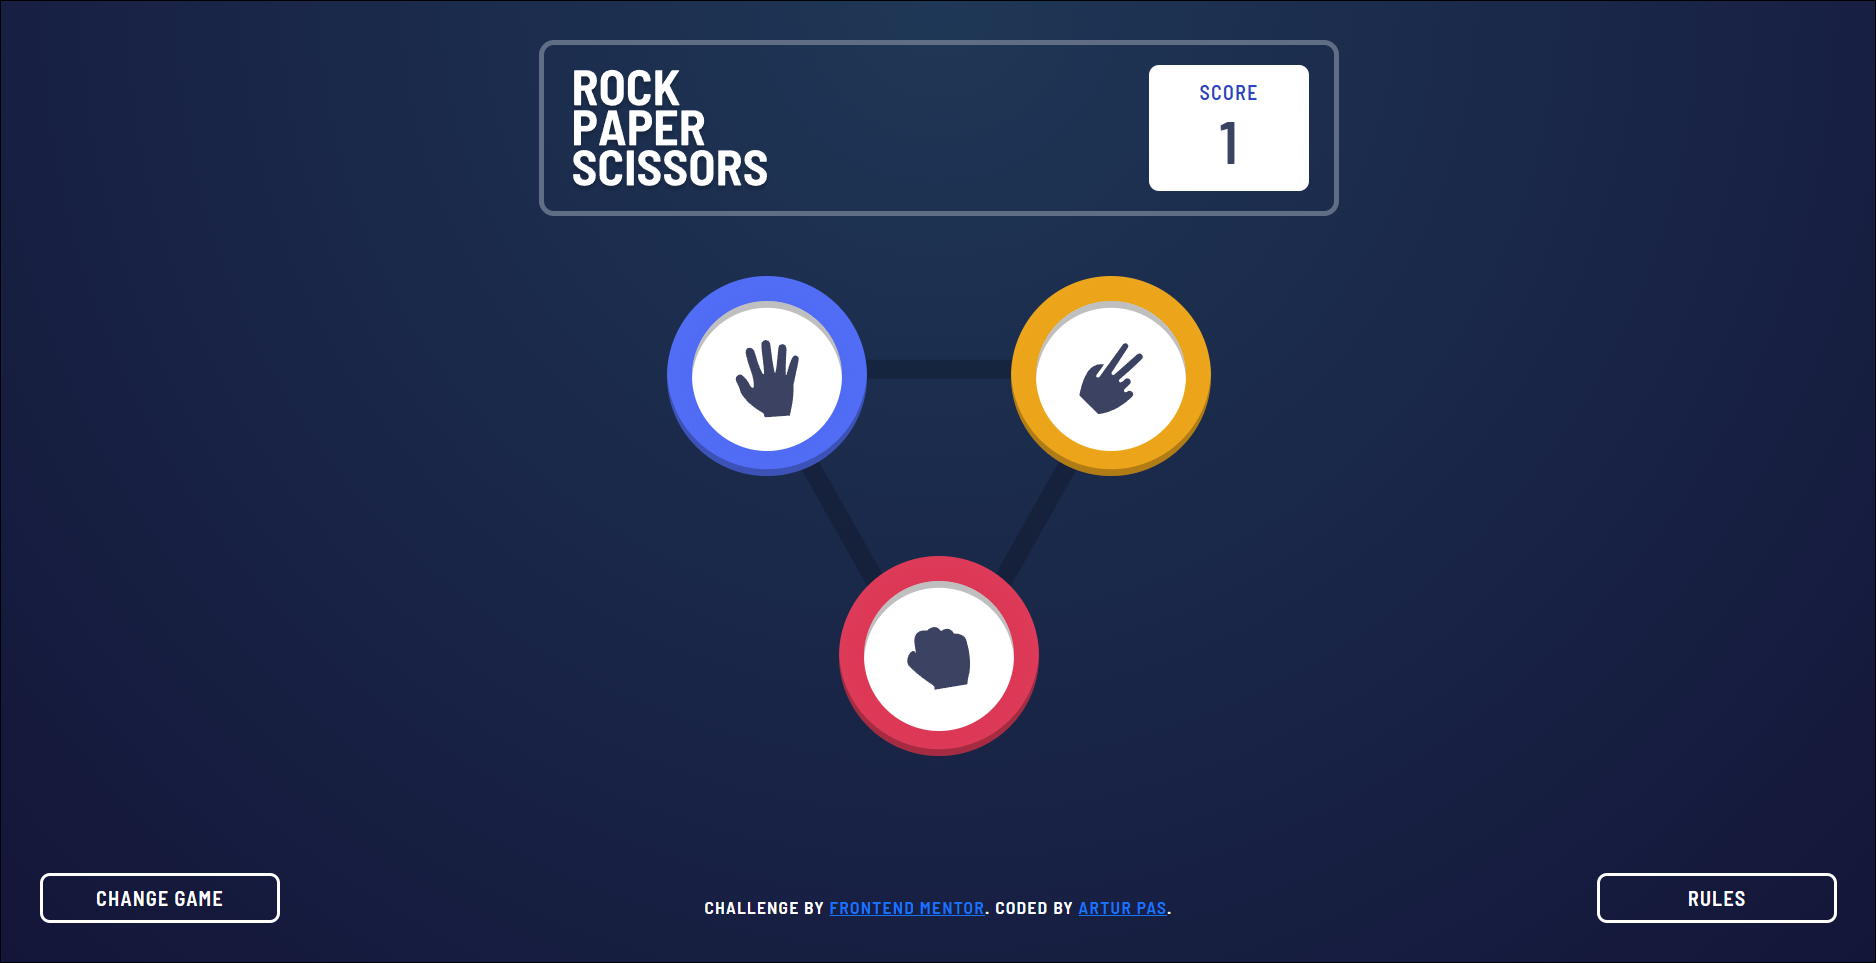 ROCK
PAPER
SCISSORS
SCORE
1
CHANGE GAME
CHALLENGE BY FRONTEND MENTOR. CODED BY ARTUR PAS.
RULES